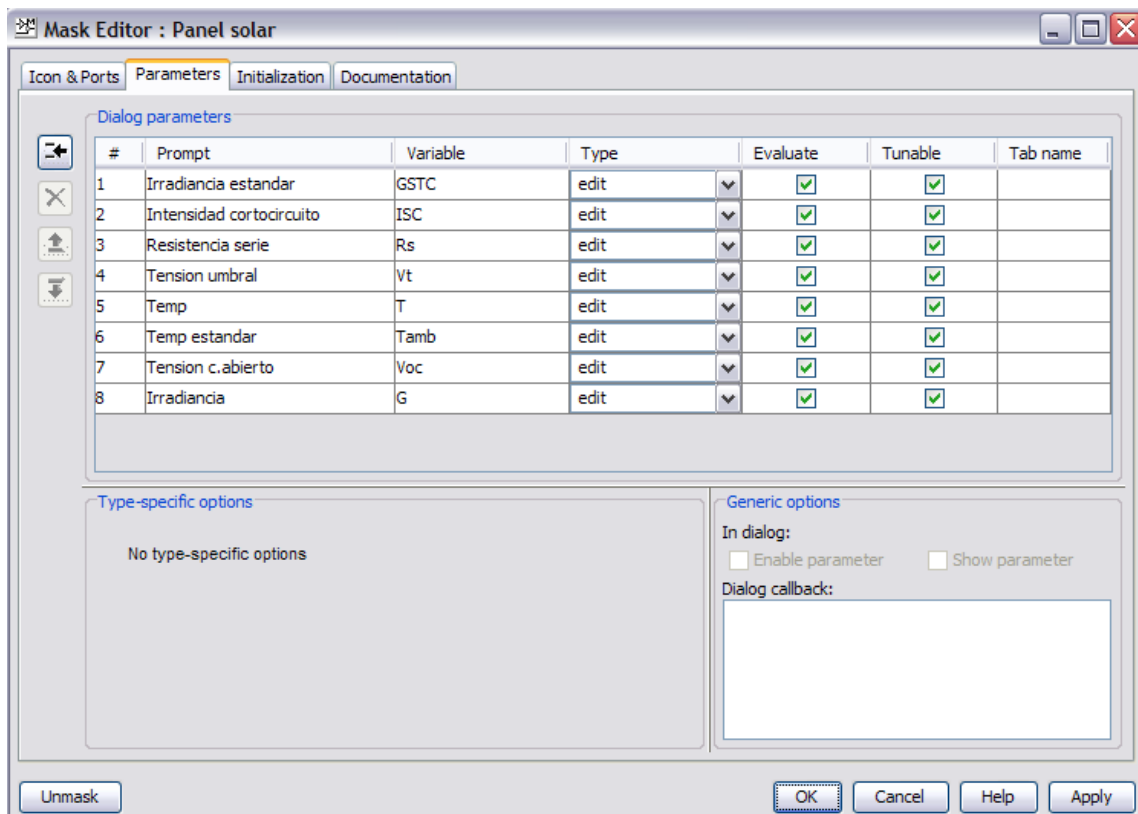 Mask Editor : Panel solar
Icon & Ports Parameters Initialization Documentation
Dialog parameters
# Prompt Variable Type Evaluate Tunable Tab name
1 Irradiancia estandar GSTC edit
2 Intensidad cortocircuito ISC edit
3 Resistencia serie Rs edit
4 Tension umbral Vt edit
5 Temp T edit
6 Temp estandar Tamb edit
7 Tension c.abierto Voc edit
8 Irradiancia G edit
Type-specific options
No type-specific options
Generic options
In dialog:
Enable parameter Show parameter
Dialog callback:
Unmask OK Cancel Help Apply